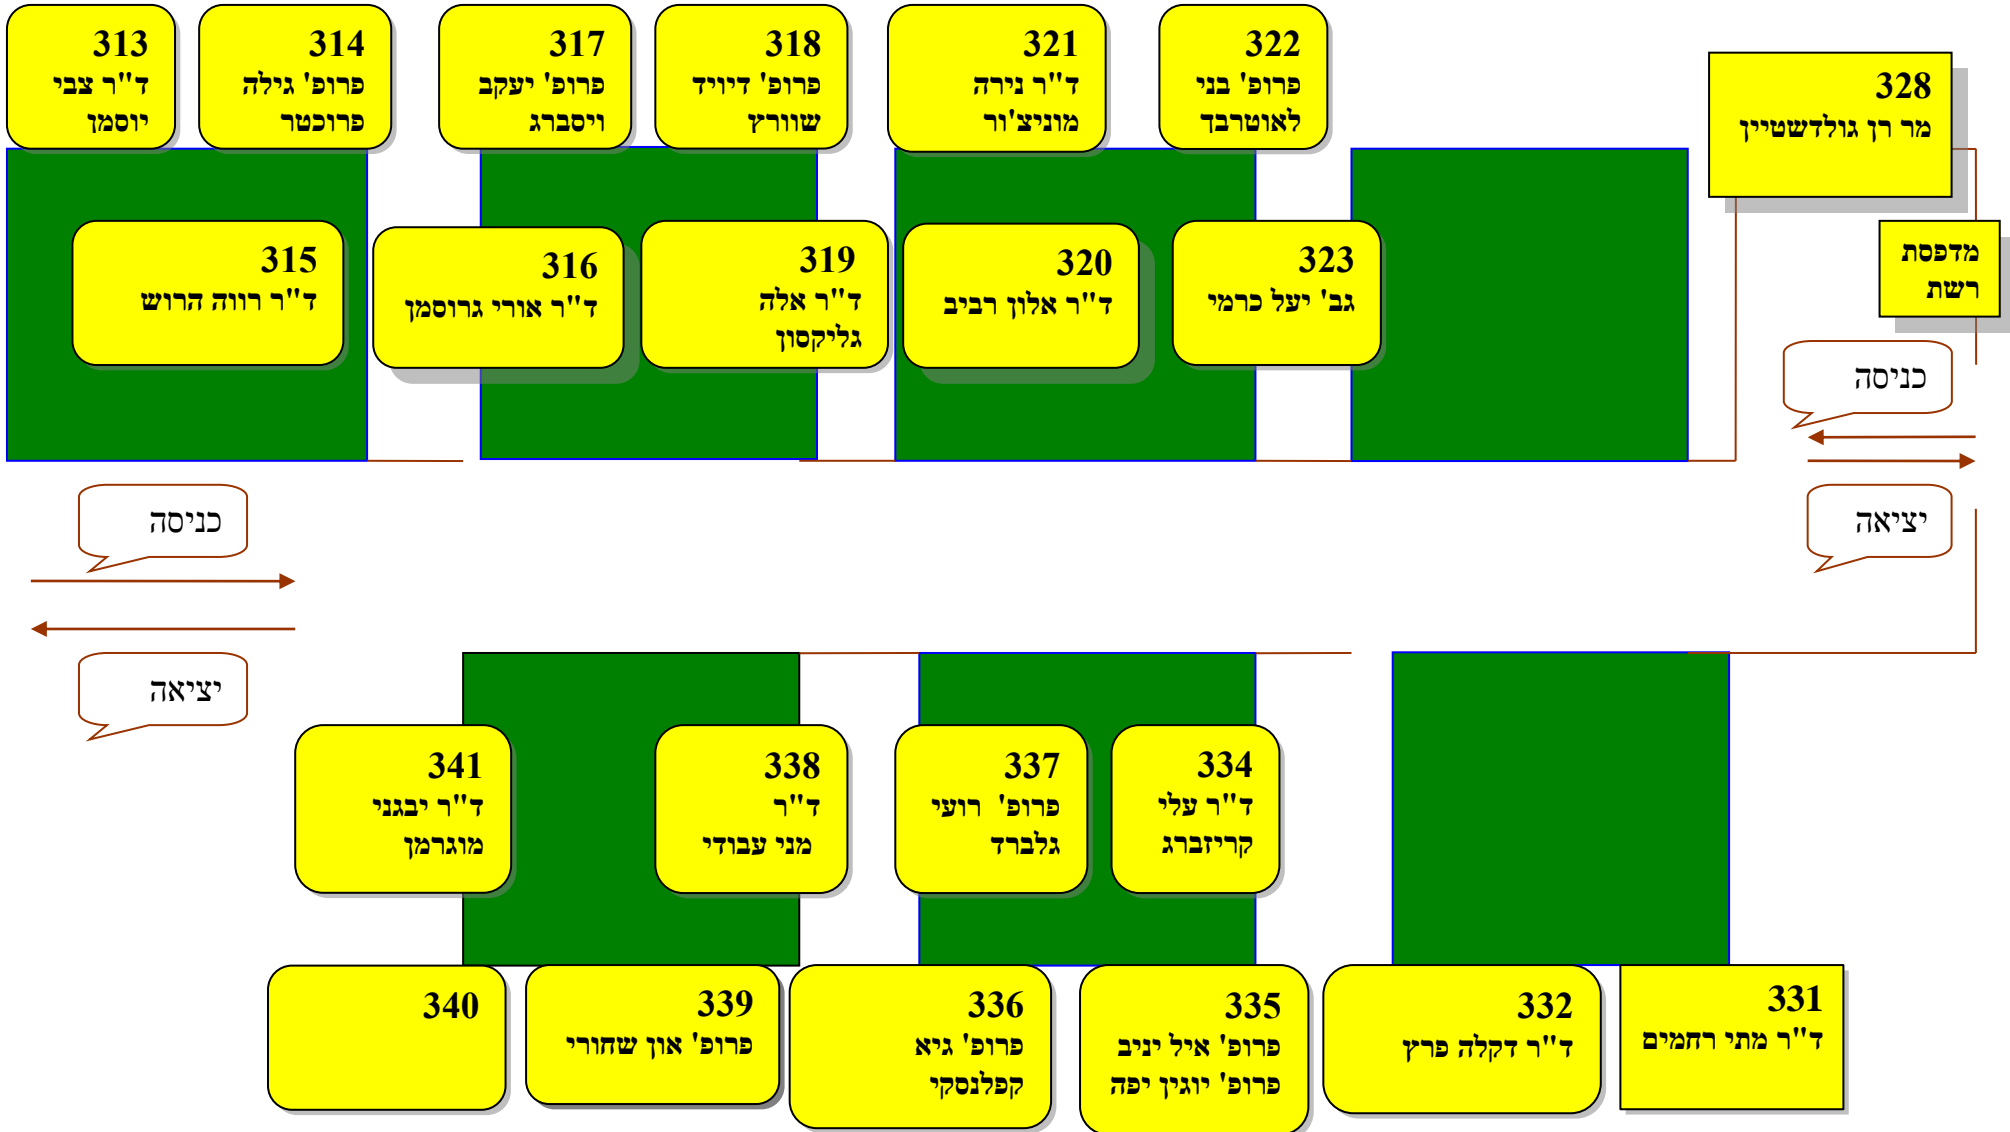 313
ד"ר צבי
יוסמן
314
פרופ' גילה
פרוכטר
317
פרופ' יעקב
ויסברג
318
פרופ' דיויד
שוורץ
321
ד"ר נירה
מוניצ'ור
322
פרופ' בני
לאוטרבך
328
מר רן גולדשטיין
315
ד"ר רווה הרוש
316
ד"ר אורי גרוסמן
319
ד"ר אלה
גליקסון
320
ד"ר אלון רביב
323
גב' יעל כרמי
מדפסת
רשת
כניסה
יציאה
כניסה
יציאה
341
ד"ר יבגני
מוגרמן
338
ד"ר
מני עבודי
337
פרופ'  רועי
גלברד
334
ד"ר עלי
קריזברג
340
339
פרופ' און שחורי
336
פרופ' גיא
קפלנסקי
335
פרופ' איל יניב
פרופ' יוגין יפה
332
ד"ר דקלה פרץ
331
ד"ר מתי רחמים